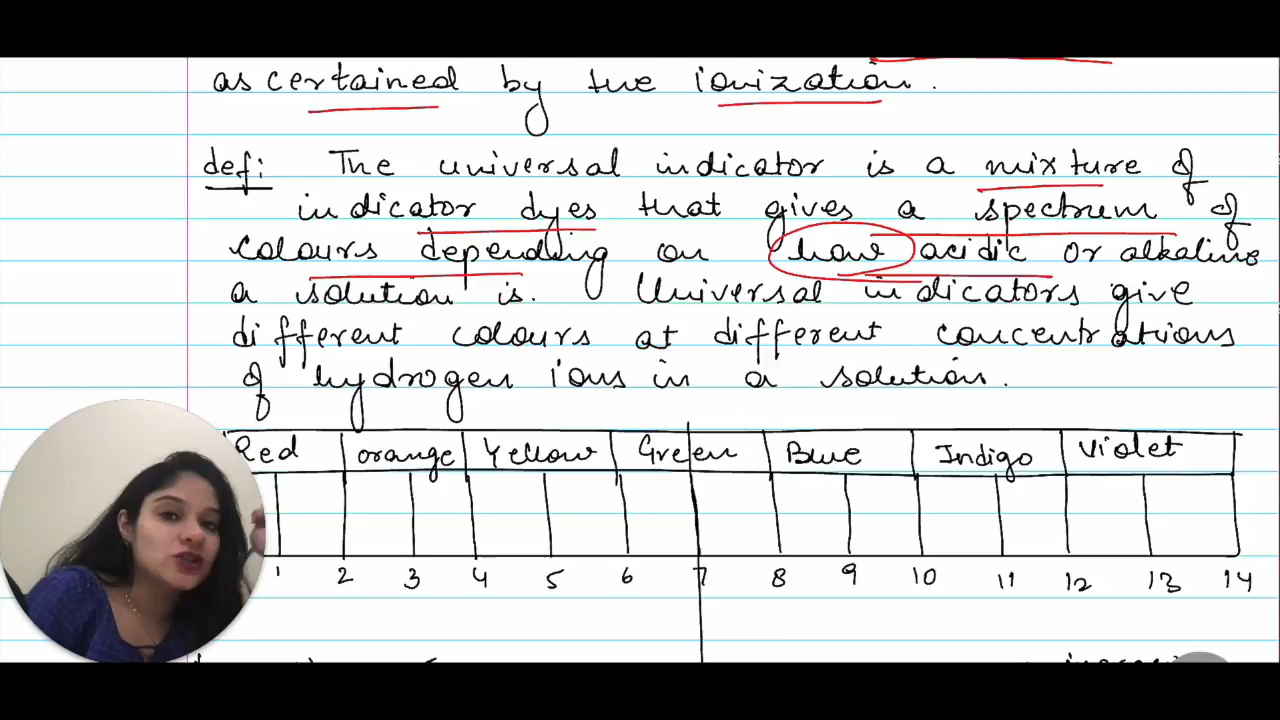 ascertained by the ionization.
def: The universal indicator is a mixture of
indicator dyes that gives a spectrum of
colours depending on how acidic or alkaline
a solution is. Universal indicators give
different colours at different concentrations
of hydrogen ions in a solution.
Red orange Yellow Green Blue Indigo Violet
1 2 3 4 5 6 7 8 9 10 11 12 13 14